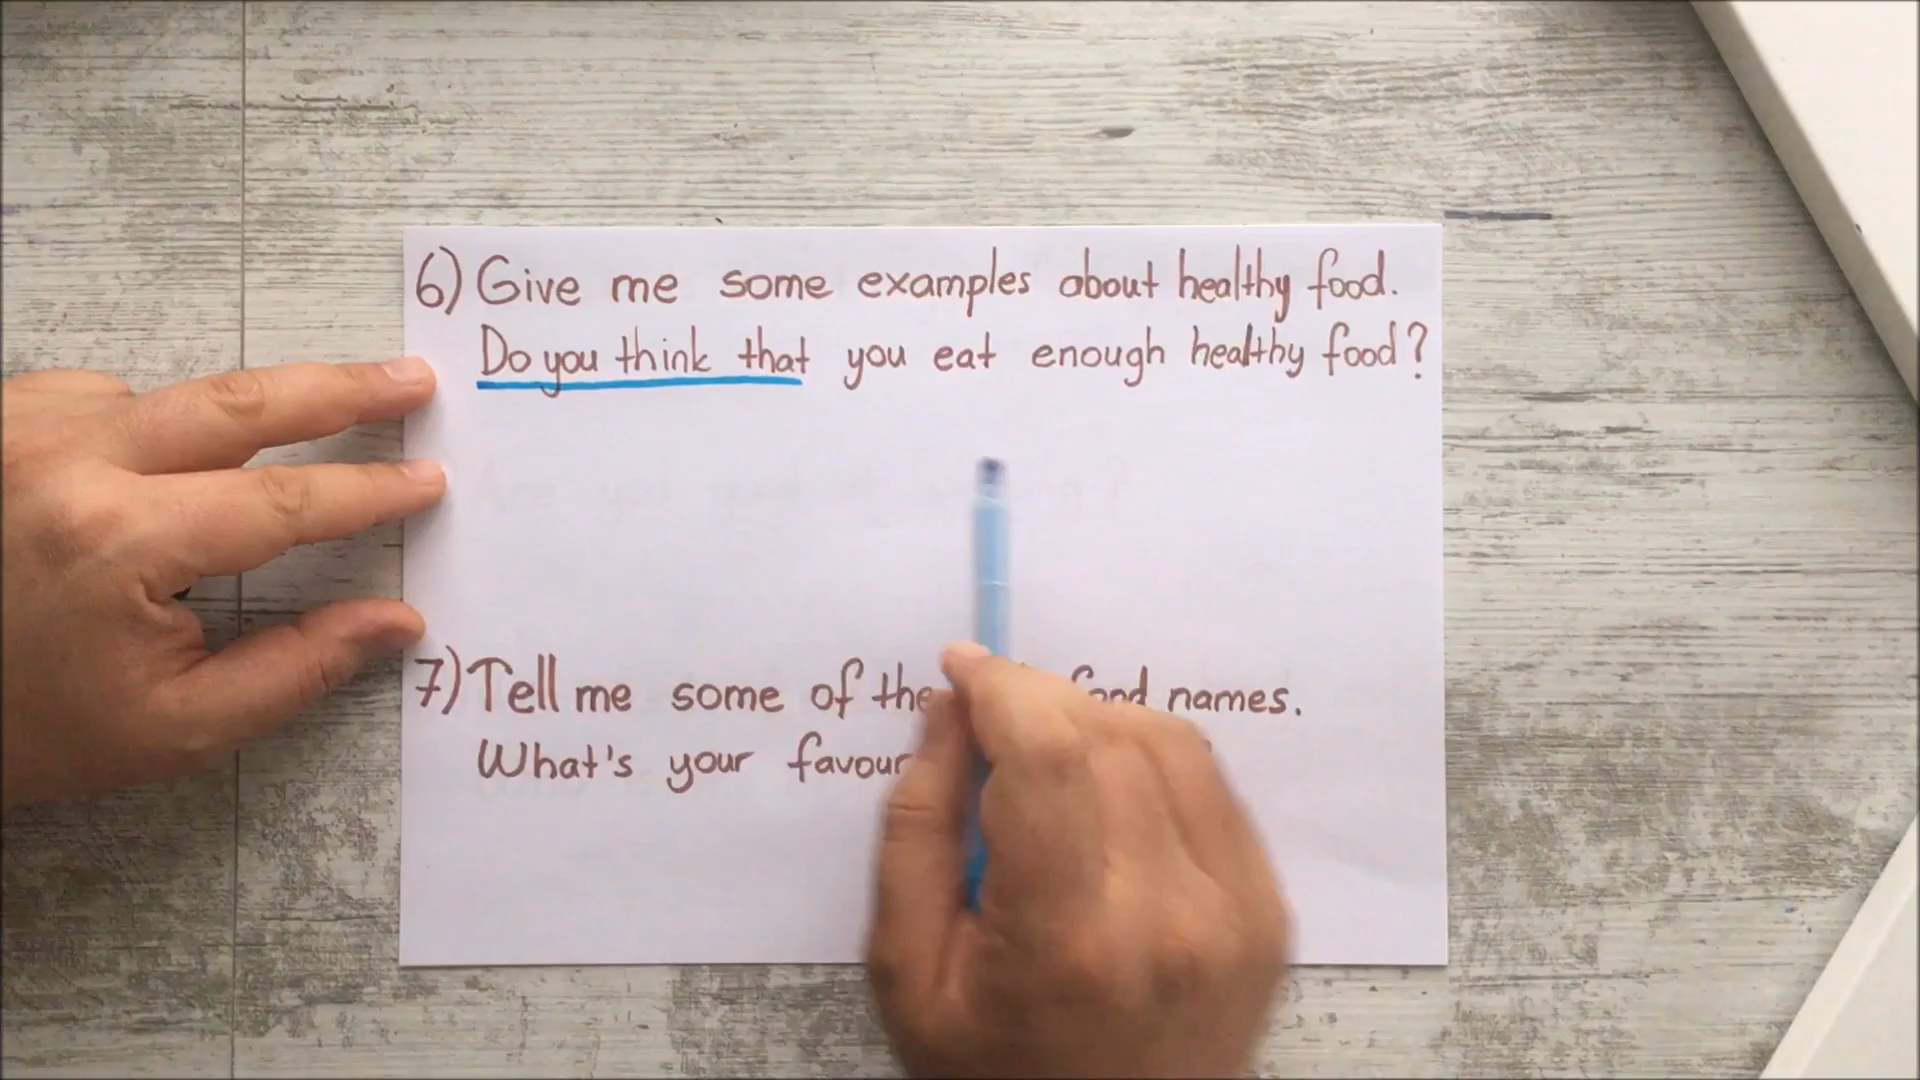 6) Give me some examples about healthy food.
Do you think that you eat enough healthy food?
7) Tell me some of the food names.
What's your